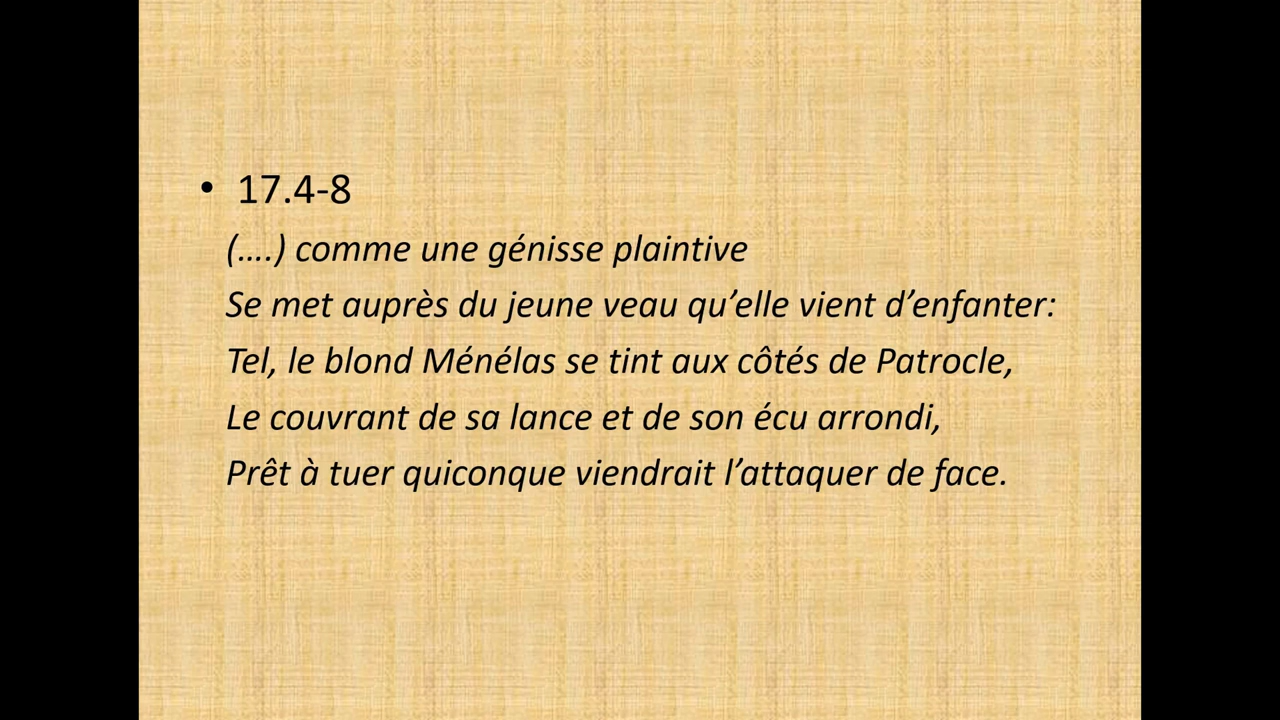 • 17.4-8
(....) comme une génisse plaintive
Se met auprès du jeune veau qu’elle vient d’enfanter:
Tel, le blond Ménélas se tint aux côtés de Patrocle,
Le couvrant de sa lance et de son écu arrondi,
Prêt à tuer quiconque viendrait l’attaquer de face.